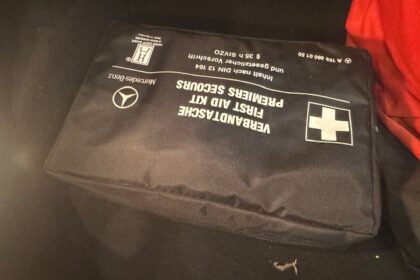 VERBANDTASCHE
FIRST AID KIT
PREMIERS SECOURS
Mercedes-Benz
Inhalt nach DIN 13 164
und gesetzlicher Vorschrift
§ 35 h StVZO